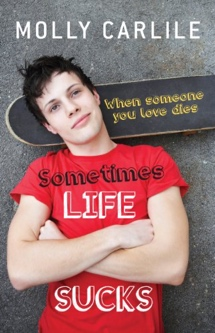 MOLLY CARLILE
When someone
you love dies
Sometimes
LIFE
SUCKS